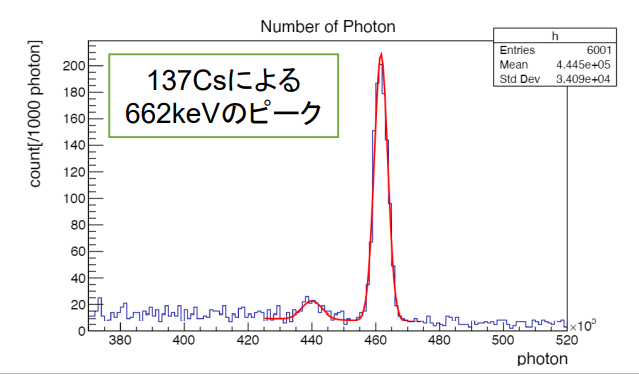 Number of Photon
h
Entries 6001
Mean 4.445e+05
Std Dev 3.409e+04
137Csによる
662keVのピーク
count[/1000 photon]
200
180
160
140
120
100
80
60
40
20
0
380 400 420 440 460 480 500 520
×10³
photon